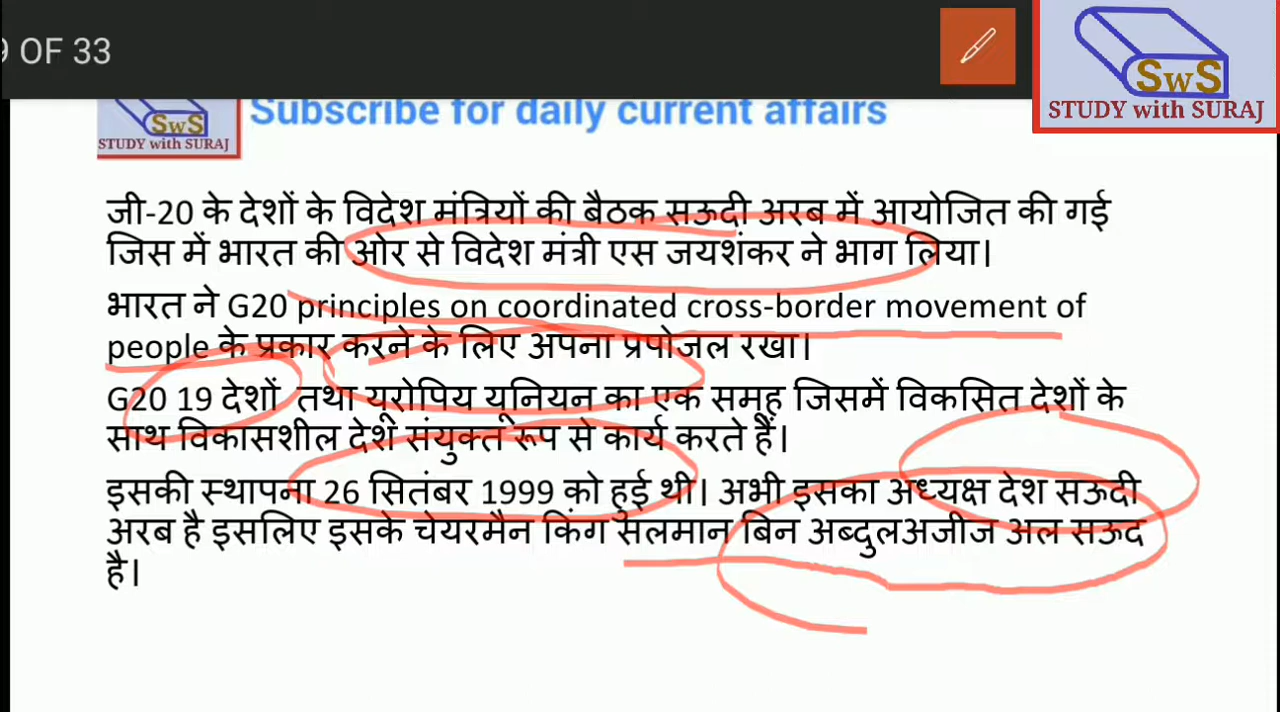 9 OF 33
SwS
STUDY with SURAJ
SwS
STUDY with SURAJ
Subscribe for daily current affairs
जी-20 के देशों के विदेश मंत्रियों की बैठक सऊदी अरब में आयोजित की गई
जिस में भारत की ओर से विदेश मंत्री एस जयशंकर ने भाग लिया।
भारत ने G20 principles on coordinated cross-border movement of
people के प्रकार करने के लिए अपना प्रपोजल रखा।
G20 19 देशों तथा यूरोपिय यूनियन का एक समूह जिसमें विकसित देशों के
साथ विकासशील देश संयुक्त रूप से कार्य करते हैं।
इसकी स्थापना 26 सितंबर 1999 को हुई थी। अभी इसका अध्यक्ष देश सऊदी
अरब है इसलिए इसके चेयरमैन किंग सलमान बिन अब्दुलअजीज अल सऊद
है।